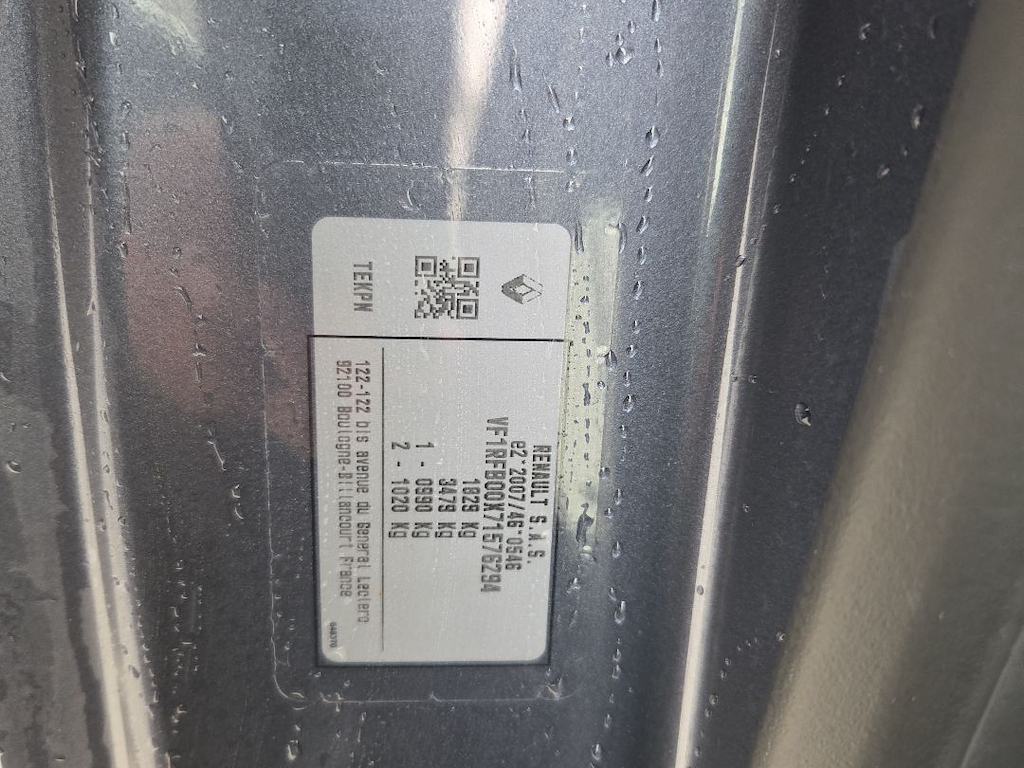 RENAULT S.A.S.
e2*2007/46*0546
VF1RFB00X71576294
1829 Kg
3479 Kg
1 - 0990 Kg
2 - 1020 Kg
122-122 bis avenue du General Leclerc
92100 Boulogne-Billancourt France
TEKPN